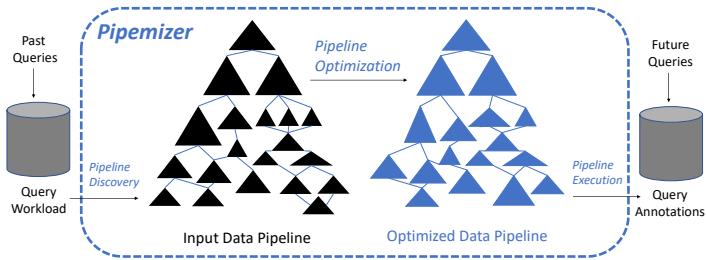 Pipemizer
Past
Queries
Query
Workload
Pipeline
Discovery
Pipeline
Optimization
Input Data Pipeline
Optimized Data Pipeline
Pipeline
Execution
Future
Queries
Query
Annotations